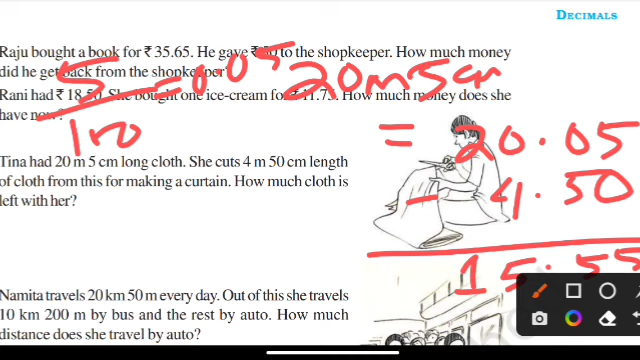 DECIMALS
Raju bought a book for ₹ 35.65. He gave ₹ 50 to the shopkeeper. How much money
did he get back from the shopkeeper?
Rani had ₹ 18.50. She bought one ice-cream for ₹ 11.75. How much money does she
have now?
5/100 = 0.05 20m5cm
= 20.05
- 4.50
15.55
Tina had 20 m 5 cm long cloth. She cuts 4 m 50 cm length
of cloth from this for making a curtain. How much cloth is
left with her?
Namita travels 20 km 50 m every day. Out of this she travels
10 km 200 m by bus and the rest by auto. How much
distance does she travel by auto?